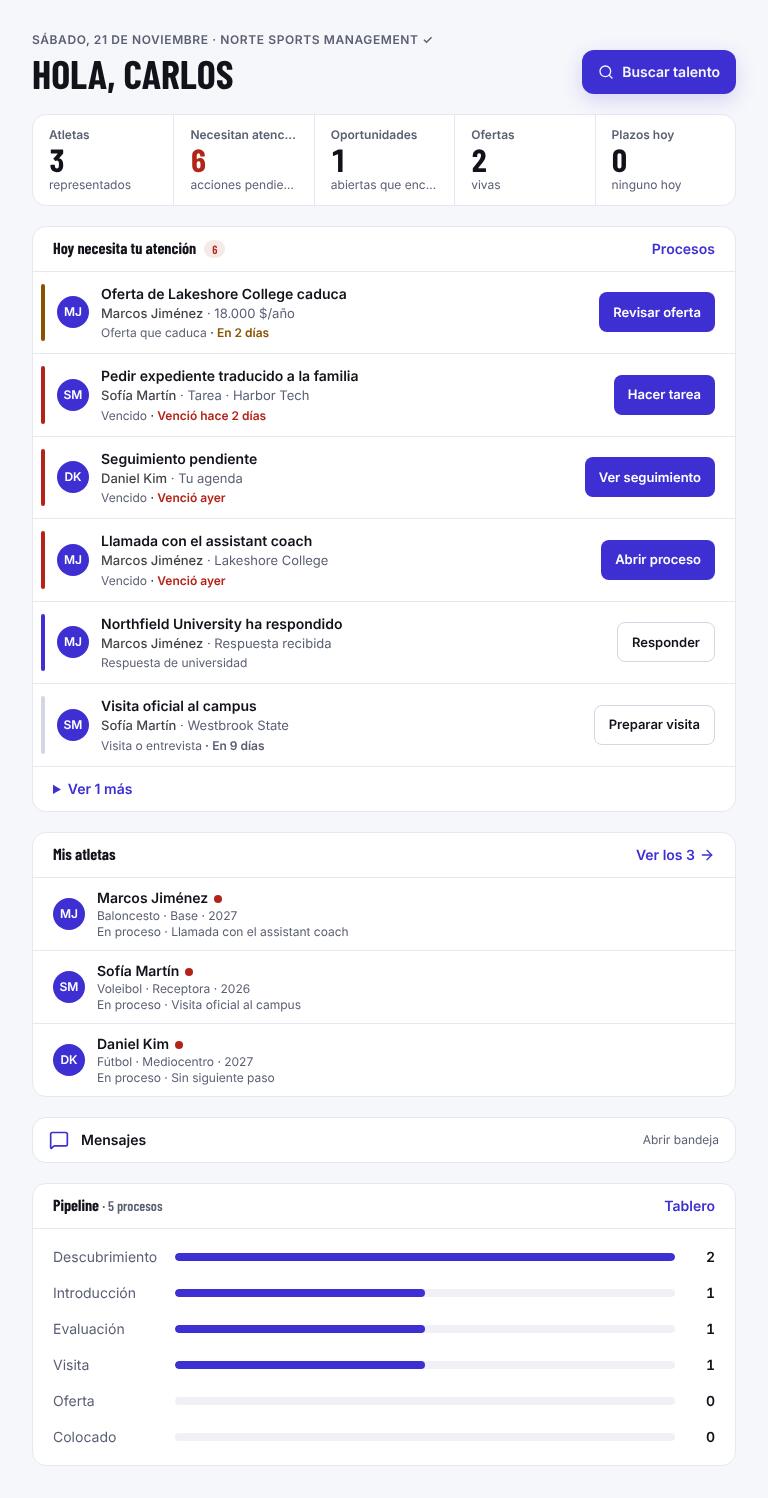 SÁBADO, 21 DE NOVIEMBRE · NORTE SPORTS MANAGEMENT ✓
HOLA, CARLOS
Buscar talento
Atletas
3
representados
Necesitan atenc...
6
acciones pendie...
Oportunidades
1
abiertas que enc...
Ofertas
2
vivas
Plazos hoy
0
ninguno hoy
Hoy necesita tu atención 6
Procesos
MJ
Oferta de Lakeshore College caduca
Marcos Jiménez · 18.000 $/año
Oferta que caduca · En 2 días
Revisar oferta
SM
Pedir expediente traducido a la familia
Sofía Martín · Tarea · Harbor Tech
Vencido · Venció hace 2 días
Hacer tarea
DK
Seguimiento pendiente
Daniel Kim · Tu agenda
Vencido · Venció ayer
Ver seguimiento
MJ
Llamada con el assistant coach
Marcos Jiménez · Lakeshore College
Vencido · Venció ayer
Abrir proceso
MJ
Northfield University ha respondido
Marcos Jiménez · Respuesta recibida
Respuesta de universidad
Responder
SM
Visita oficial al campus
Sofía Martín · Westbrook State
Visita o entrevista · En 9 días
Preparar visita
▶ Ver 1 más
Mis atletas
Ver los 3 →
MJ
Marcos Jiménez
Baloncesto · Base · 2027
En proceso · Llamada con el assistant coach
SM
Sofía Martín
Voleibol · Receptora · 2026
En proceso · Visita oficial al campus
DK
Daniel Kim
Fútbol · Mediocentro · 2027
En proceso · Sin siguiente paso
Mensajes
Abrir bandeja
Pipeline · 5 procesos
Tablero
Descubrimiento 2
Introducción 1
Evaluación 1
Visita 1
Oferta 0
Colocado 0